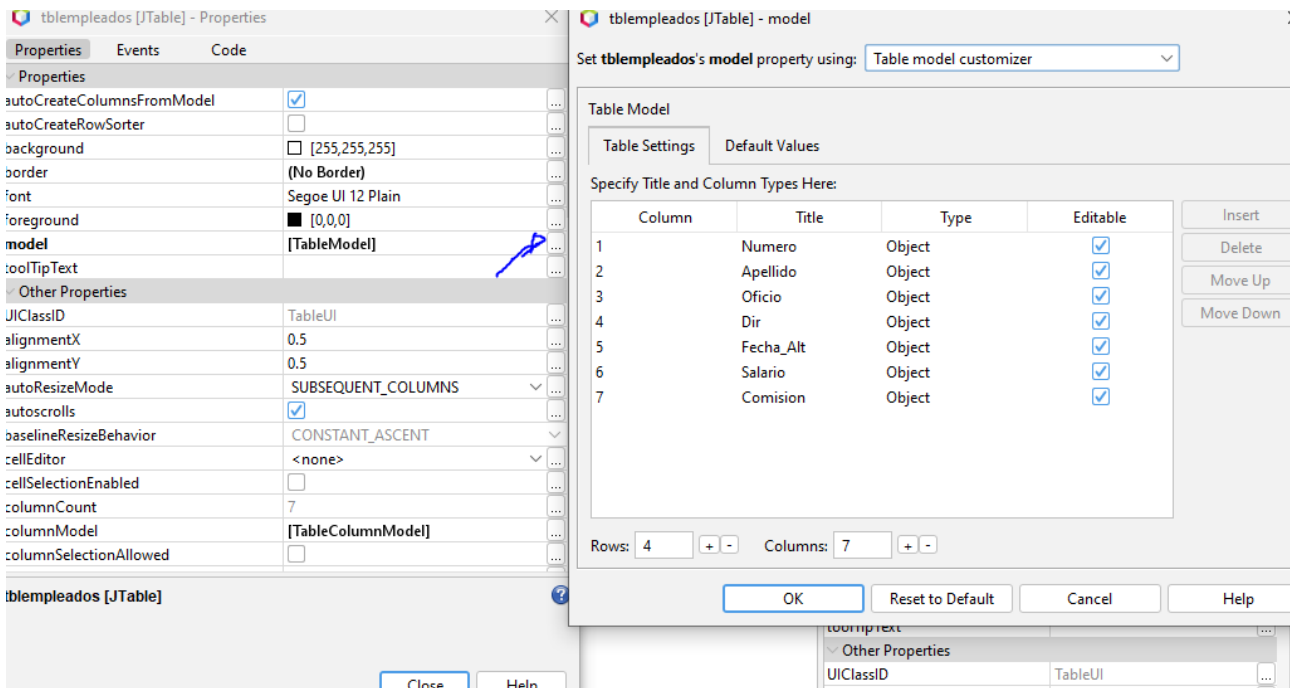 tblempleados [JTable] - Properties
Properties Events Code
Properties
autoCreateColumnsFromModel ...
autoCreateRowSorter ...
background [255,255,255] ...
border (No Border) ...
font Segoe UI 12 Plain ...
foreground [0,0,0] ...
model [TableModel] ...
toolTipText ...
Other Properties
UIClassID TableUI ...
alignmentX 0.5 ...
alignmentY 0.5 ...
autoResizeMode SUBSEQUENT_COLUMNS ...
autoscrolls ...
baselineResizeBehavior CONSTANT_ASCENT
cellEditor <none> ...
cellSelectionEnabled ...
columnCount 7 ...
columnModel [TableColumnModel] ...
columnSelectionAllowed ...
tblempleados [JTable] ?
Close Help
tblempleados [JTable] - model
Set tblempleados's model property using: Table model customizer
Table Model
Table Settings Default Values
Specify Title and Column Types Here:
Column Title Type Editable
1 Numero Object
2 Apellido Object
3 Oficio Object
4 Dir Object
5 Fecha_Alt Object
6 Salario Object
7 Comision Object
Insert
Delete
Move Up
Move Down
Rows: 4 + - Columns: 7 + -
OK Reset to Default Cancel Help
toolTipText ...
Other Properties
UIClassID TableUI ...